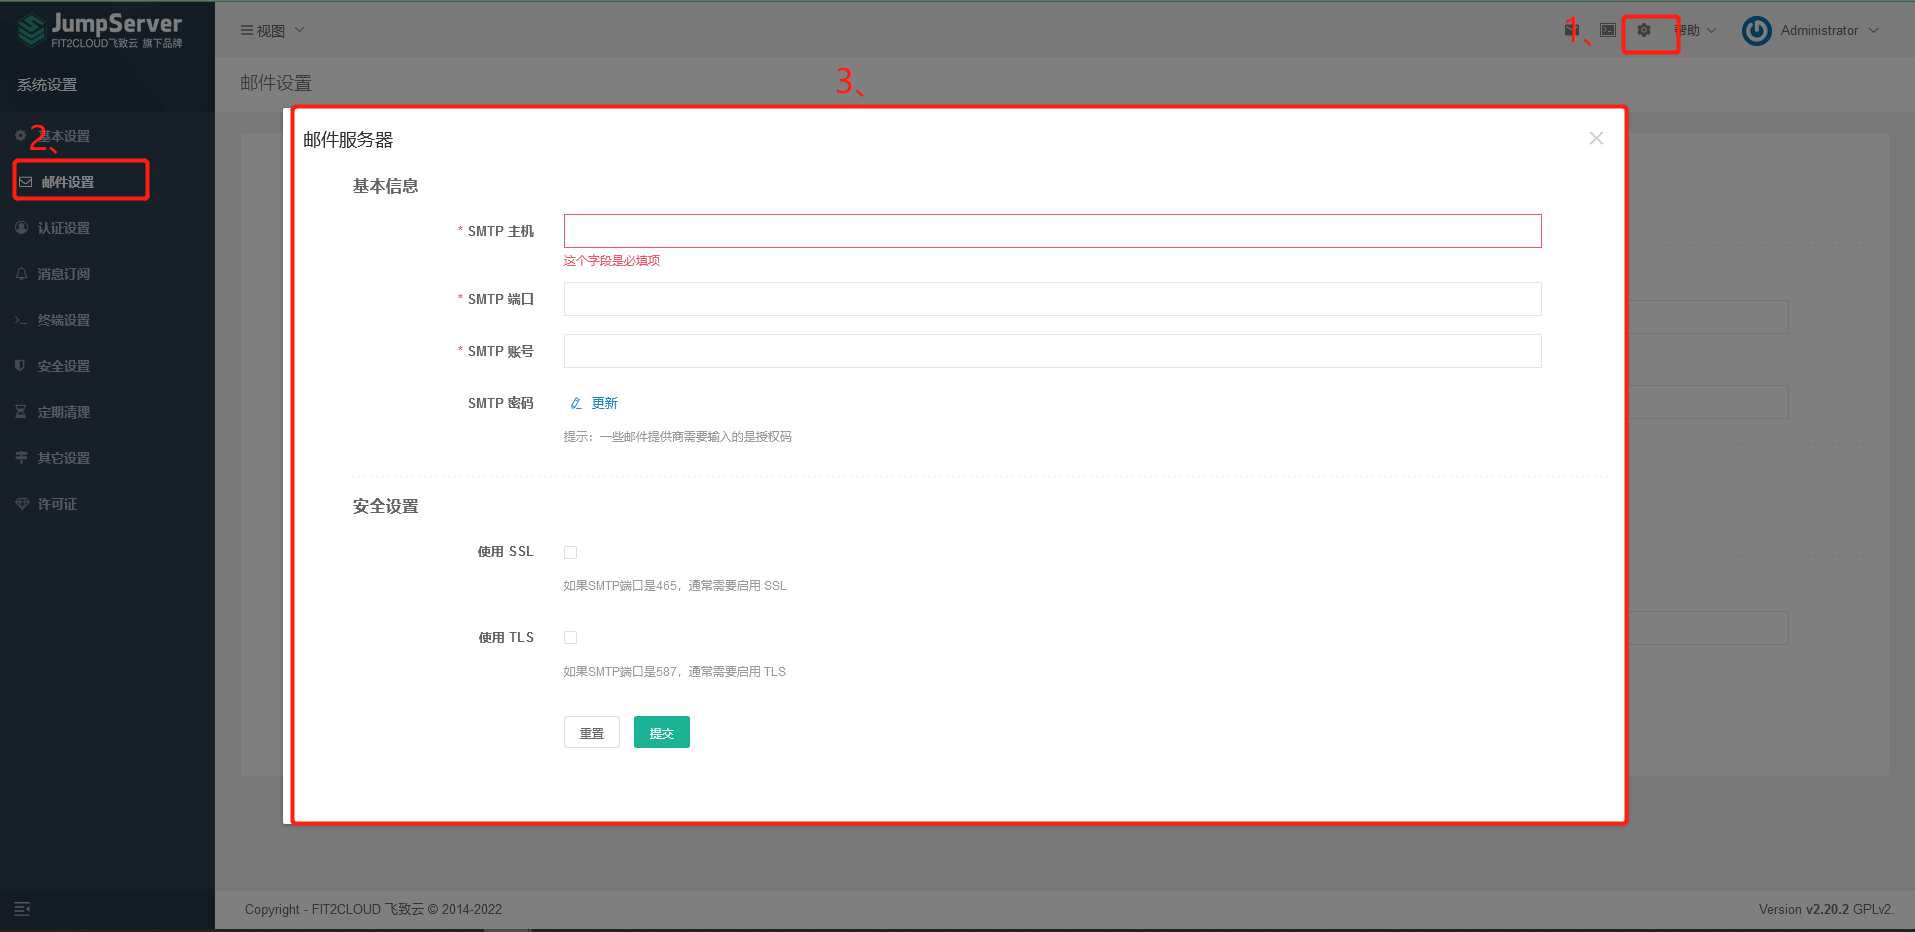 JumpServer
FIT2CLOUD飞致云 旗下品牌
视图
1、
帮助
Administrator
系统设置
邮件设置
3、
基本设置
2、
邮件设置
认证设置
消息订阅
终端设置
安全设置
定期清理
其它设置
许可证
邮件服务器
基本信息
* SMTP 主机
这个字段是必填项
* SMTP 端口
* SMTP 账号
SMTP 密码
更新
提示：一些邮件提供商需要输入的是授权码
安全设置
使用 SSL
如果SMTP端口是465，通常需要启用 SSL
使用 TLS
如果SMTP端口是587，通常需要启用 TLS
重置
提交
Copyright - FIT2CLOUD 飞致云 © 2014-2022
Version v2.20.2 GPLv2.